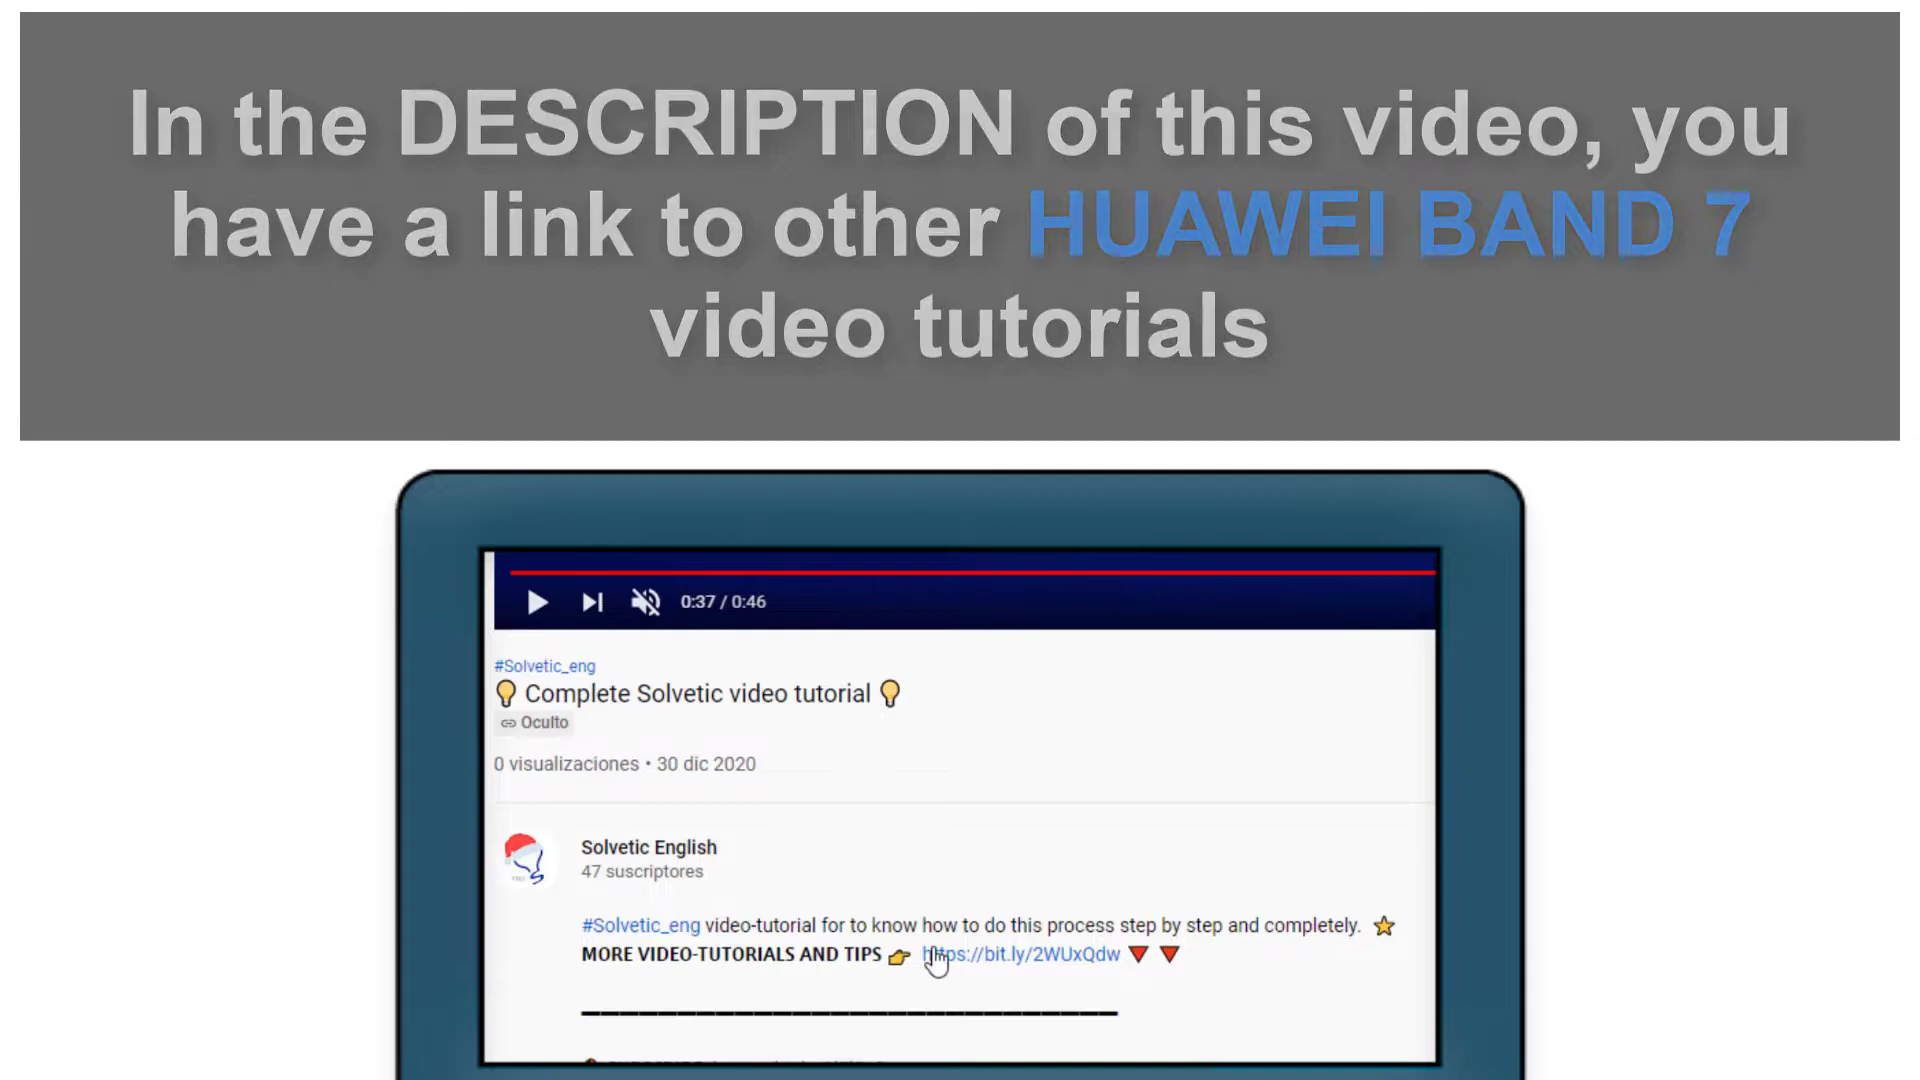 In the DESCRIPTION of this video, you
have a link to other HUAWEI BAND 7
video tutorials
0:37 / 0:46
#Solvetic_eng
Complete Solvetic video tutorial
Oculto
0 visualizaciones • 30 dic 2020
Solvetic English
47 suscriptores
#Solvetic_eng video-tutorial for to know how to do this process step by step and completely.
MORE VIDEO-TUTORIALS AND TIPS https://bit.ly/2WUxQdw